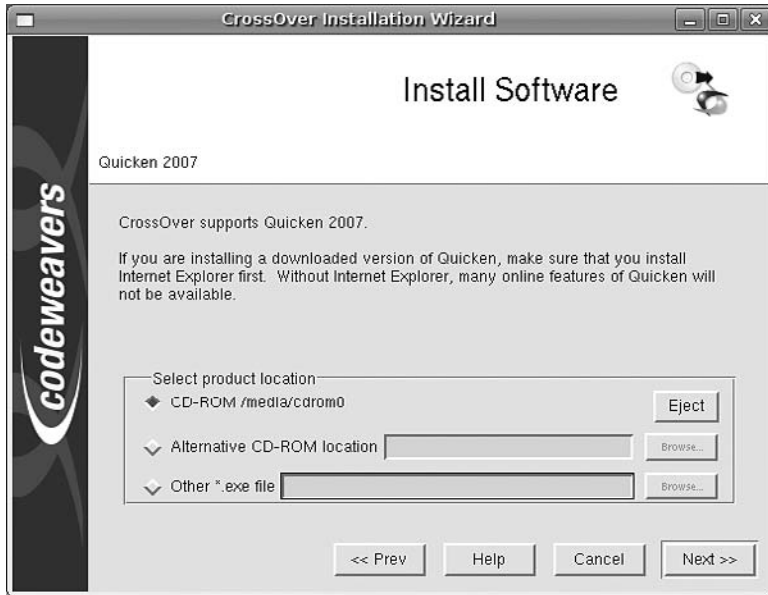 CrossOver Installation Wizard
Install Software
Quicken 2007
codeweavers
CrossOver supports Quicken 2007.
If you are installing a downloaded version of Quicken, make sure that you install
Internet Explorer first. Without Internet Explorer, many online features of Quicken will
not be available.
Select product location
CD-ROM /media/cdrom0
Eject
Alternative CD-ROM location
Browse...
Other *.exe file
Browse...
<< Prev
Help
Cancel
Next >>